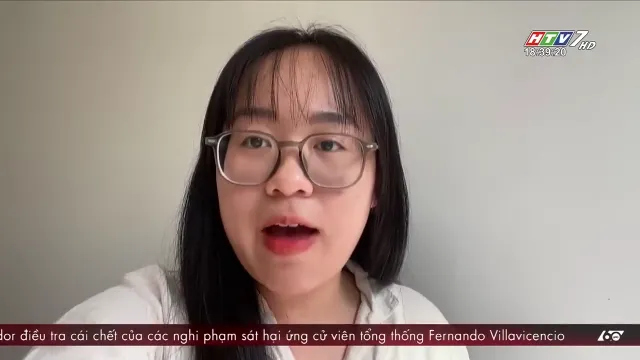 HTV7 HD
18:39:20
dor điều tra cái chết của các nghi phạm sát hại ứng cử viên tổng thống Fernando Villavicencio
60